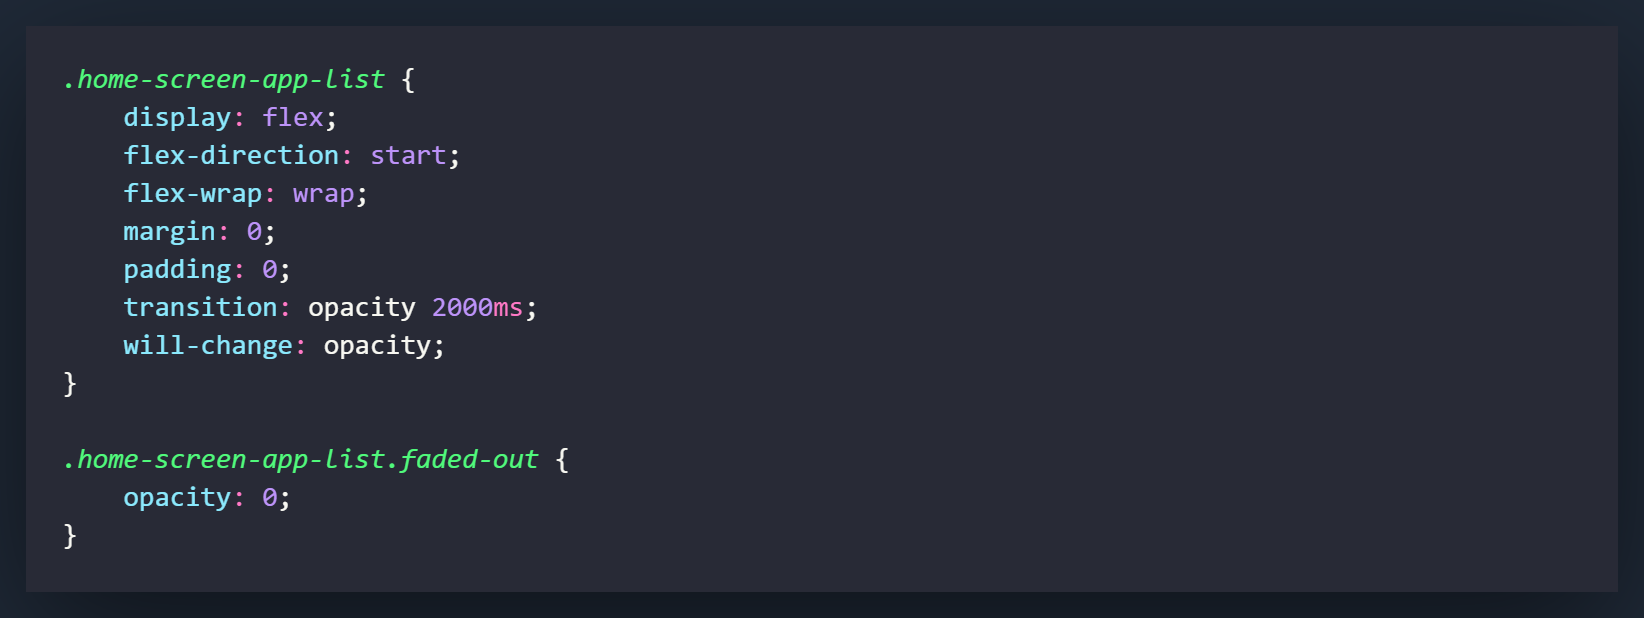 .home-screen-app-list {
    display: flex;
    flex-direction: start;
    flex-wrap: wrap;
    margin: 0;
    padding: 0;
    transition: opacity 2000ms;
    will-change: opacity;
}

.home-screen-app-list.faded-out {
    opacity: 0;
}